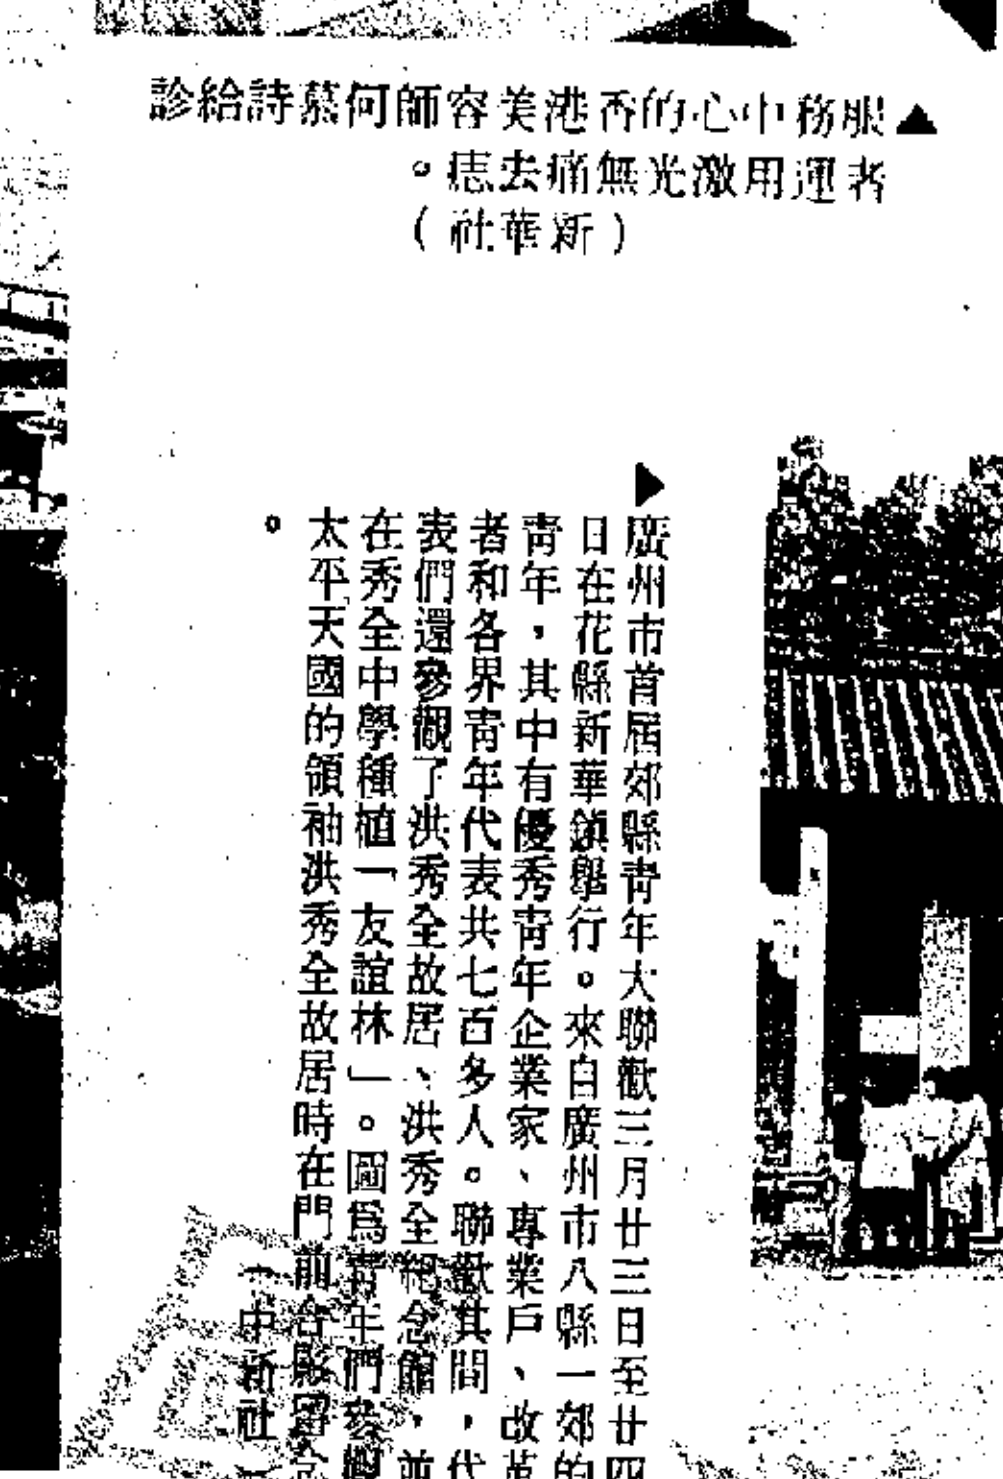 ▲服務中心的香港美容師何慕詩給診
者運用激光無痛去痣。
(新華社)
▶廣州市首屆郊縣青年大聯歡三月廿三日至廿四
日在花縣新華鎮舉行。來自廣州市八縣一郊的
青年，其中有優秀青年企業家、專業戶、改革
者和各界青年代表共七百多人。聯歡其間，代
表們還參觀了洪秀全故居、洪秀全紀念館，並
在秀全中學種植「友誼林」。圖爲青年們參觀
太平天國的領袖洪秀全故居時在門前合影留念
。（中新社）